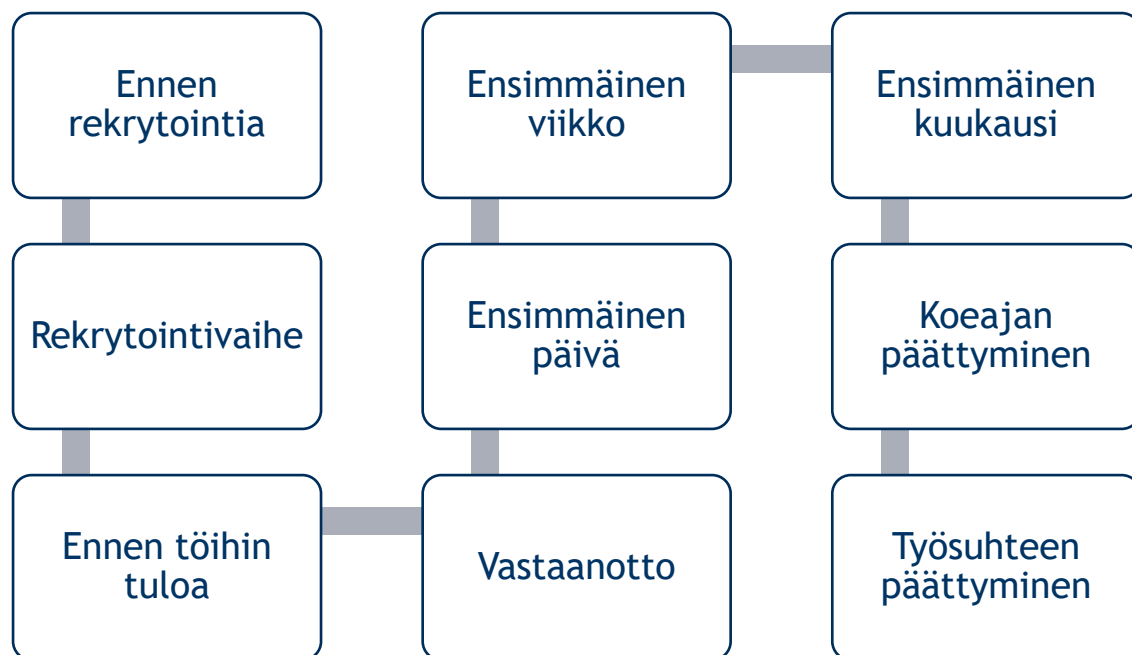 Ennen
rekrytointia
Rekrytointivaihe
Ennen töihin
tuloa
Vastaanotto
Ensimmäinen
päivä
Ensimmäinen
viikko
Ensimmäinen
kuukausi
Koeajan
päättyminen
Työsuhteen
päättyminen